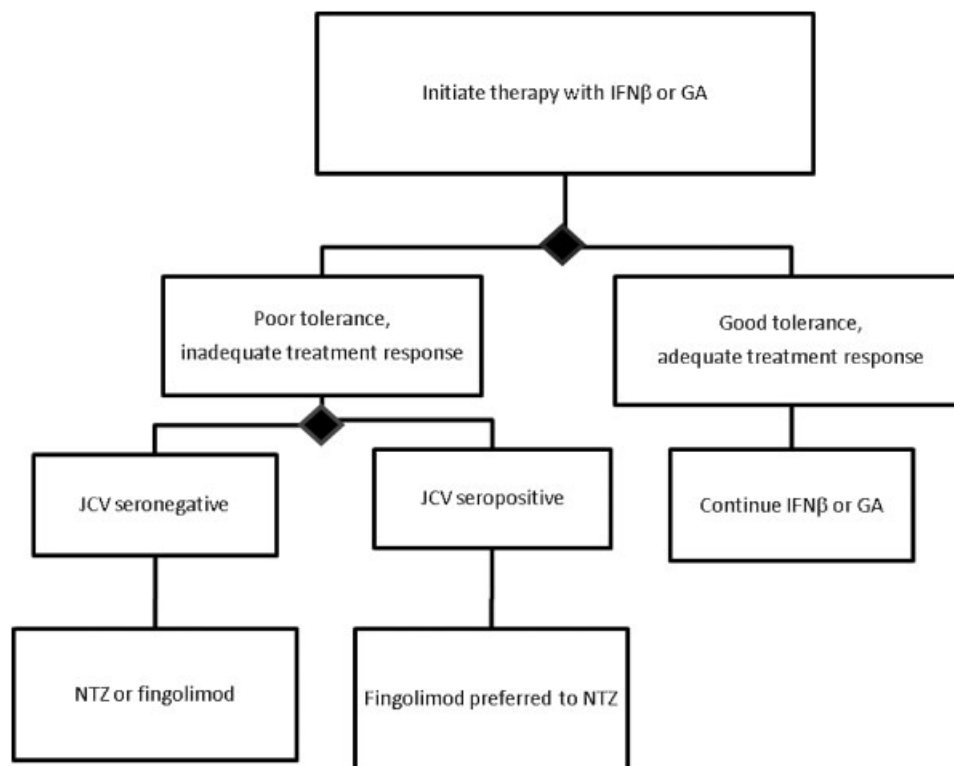 Initiate therapy with IFNβ or GA
Poor tolerance,
inadequate treatment response
Good tolerance,
adequate treatment response
JCV seronegative
JCV seropositive
Continue IFNβ or GA
NTZ or fingolimod
Fingolimod preferred to NTZ